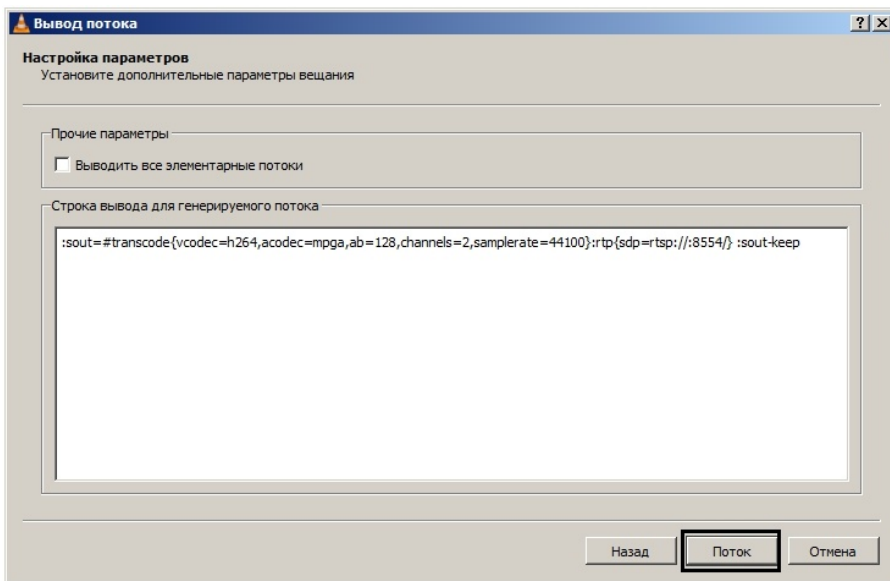 Вывод потока
Настройка параметров
Установите дополнительные параметры вещания
Прочие параметры
Выводить все элементарные потоки
Строка вывода для генерируемого потока
:sout=#transcode{vcodec=h264,acodec=mpga,ab=128,channels=2,samplerate=44100}:rtp{sdp=rtsp://:8554/} :sout-keep
Назад Поток Отмена